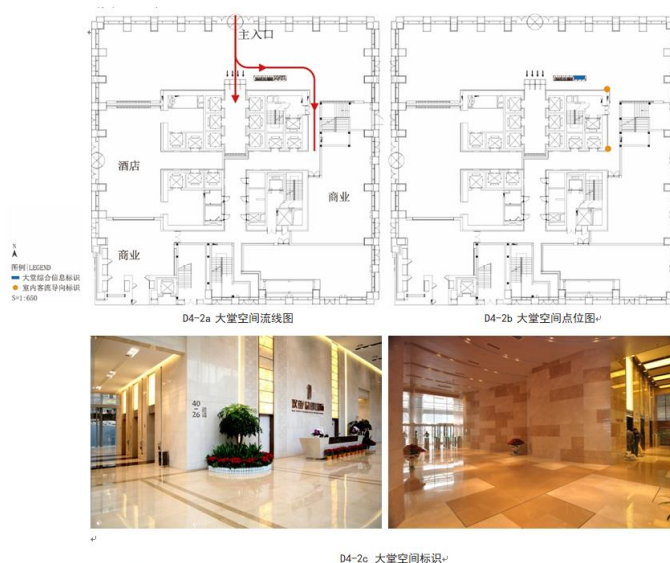 主入口
酒店
商业
商业
N
图例|LEGEND
大堂综合信息标识
室内客流导向标识
S=1:650
D4-2a 大堂空间流线图
D4-2b 大堂空间点位图
40
26
D4-2c 大堂空间标识